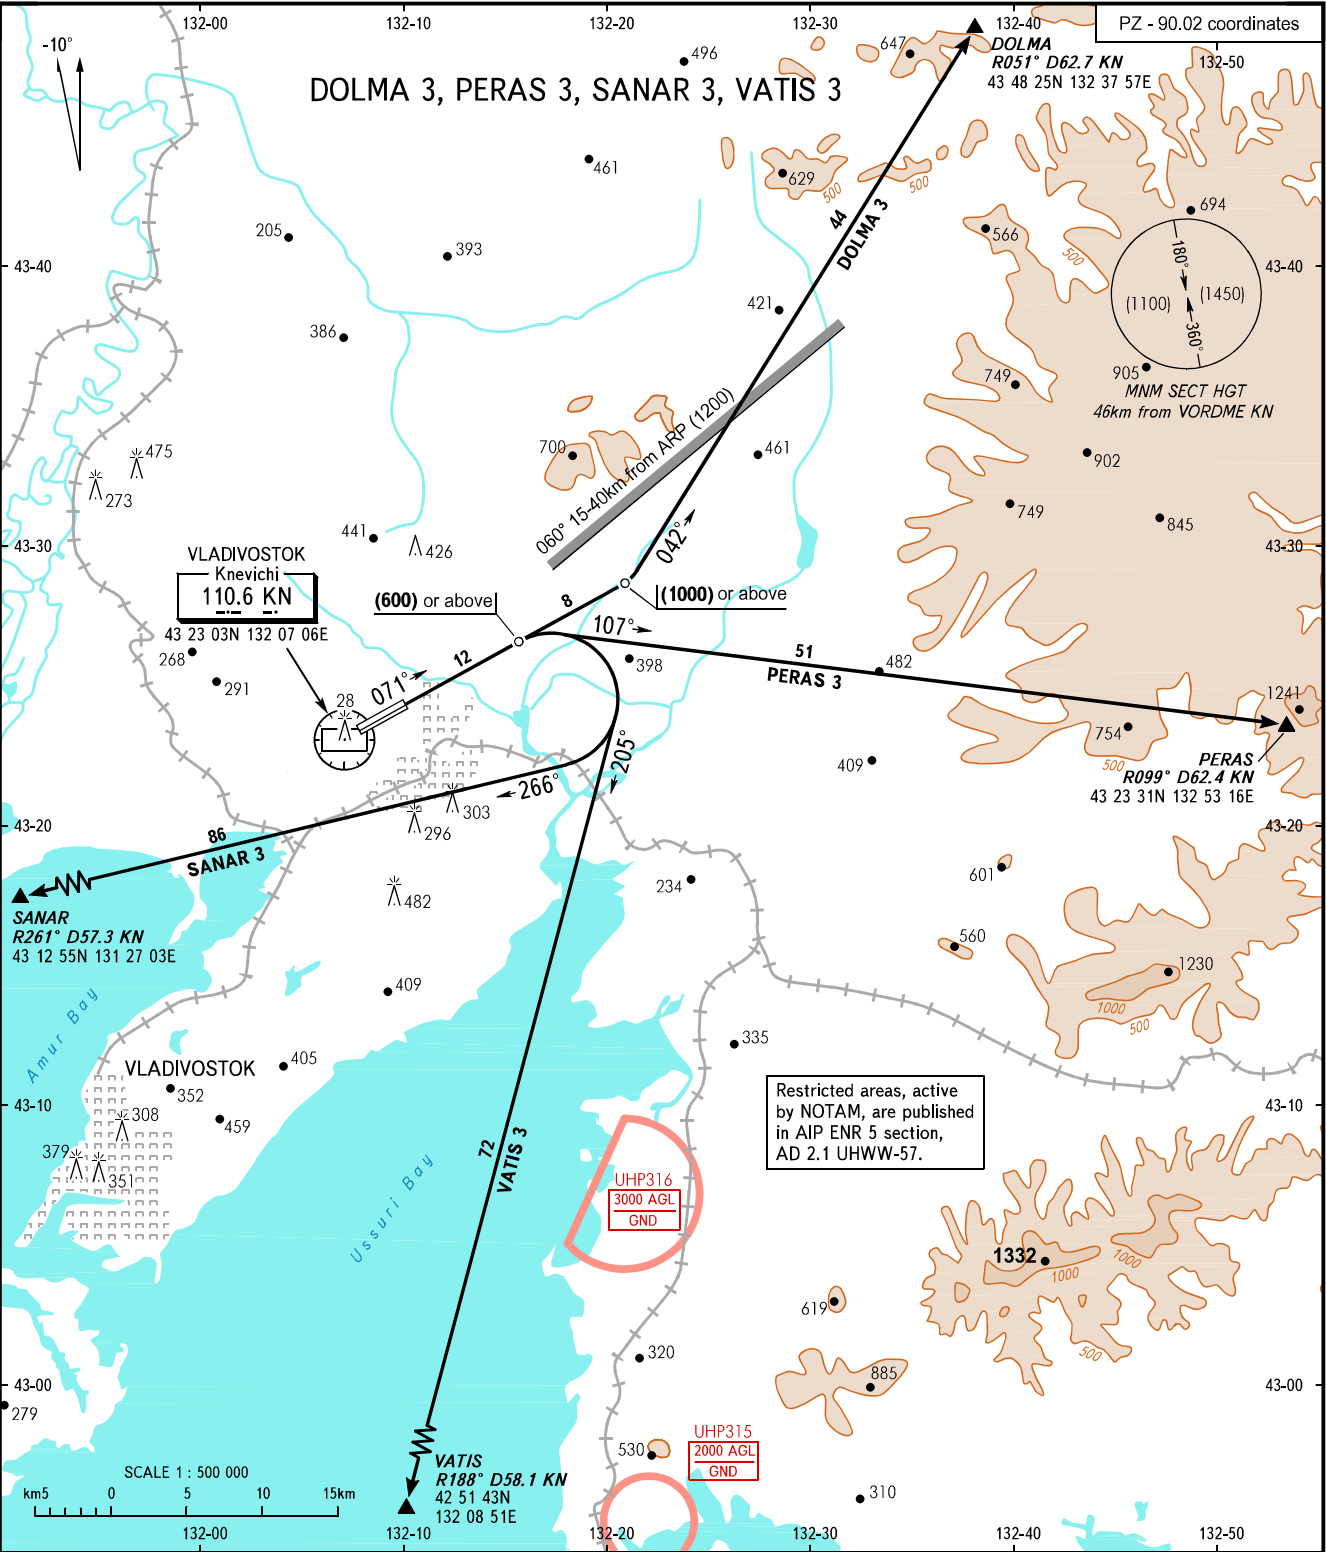 132-00
132-10
132-20
132-30
132-40
PZ - 90.02 coordinates
-10°
DOLMA 3, PERAS 3, SANAR 3, VATIS 3
496
647
DOLMA
R051° D62.7 KN
43 48 25N 132 37 57E
132-50
461
629
500
500
694
205
393
44
DOLMA 3
566
500
43-40
43-40
180°
(1100)
(1450)
360°
386
421
905
MNM SECT HGT
46km from VORDME KN
749
475
273
700
060° 15-40km from ARP (1200)
461
902
749
845
441
426
43-30
43-30
042°
VLADIVOSTOK
Knevichi
110.6 KN
43 23 03N 132 07 06E
(600) or above
8
(1000) or above
107°
268
291
12
071°
398
51
PERAS 3
482
28
1241
754
500
PERAS
R099° D62.4 KN
43 23 31N 132 53 16E
409
205°
266°
303
296
43-20
43-20
86
SANAR 3
482
234
601
SANAR
R261° D57.3 KN
43 12 55N 131 27 03E
560
1230
1000
500
409
Amur Bay
335
405
VLADIVOSTOK
352
459
308
379
351
43-10
43-10
Restricted areas, active
by NOTAM, are published
in AIP ENR 5 section,
AD 2.1 UHWW-57.
72
VATIS 3
UHP316
3000 AGL
GND
Ussuri Bay
1332
1000
1000
619
500
320
885
43-00
43-00
279
UHP315
2000 AGL
GND
530
310
VATIS
R188° D58.1 KN
42 51 43N
132 08 51E
SCALE 1 : 500 000
km5
0
5
10
15km
132-00
132-10
132-20
132-30
132-40
132-50